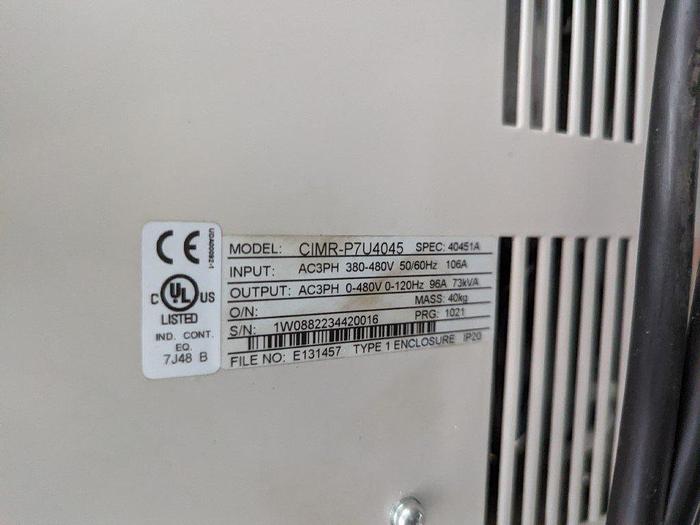 CE
UDA00092-1
C UL US
LISTED
IND. CONT.
EQ.
7J48 B
MODEL: CIMR-P7U4045 SPEC: 40451A
INPUT: AC3PH 380-480V 50/60Hz 106A
OUTPUT: AC3PH 0-480V 0-120Hz 96A 73kVA
O/N: MASS: 40kg
S/N: 1W0882234420016 PRG: 1021
FILE NO: E131457 TYPE 1 ENCLOSURE IP20